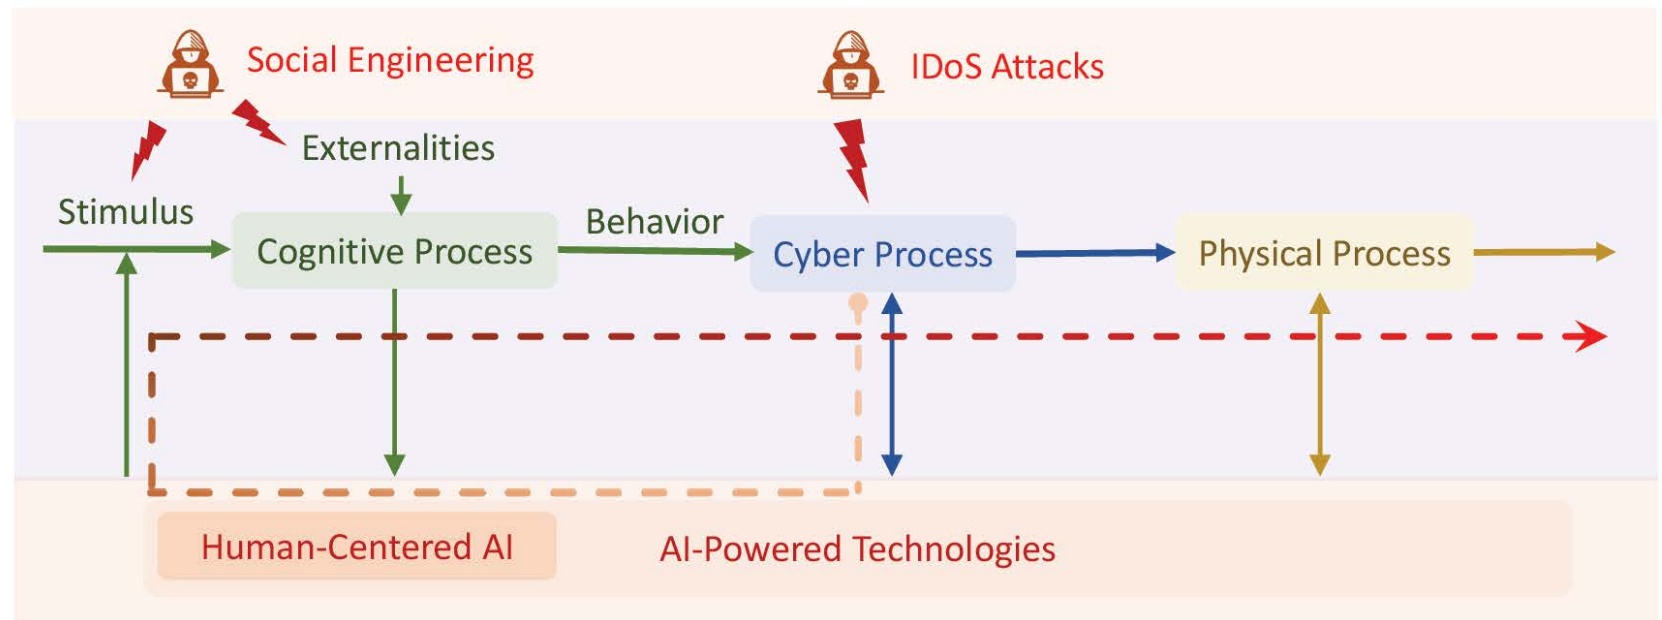 Social Engineering
IDoS Attacks
Externalities
Stimulus
Behavior
Cognitive Process
Cyber Process
Physical Process
Human-Centered AI
AI-Powered Technologies